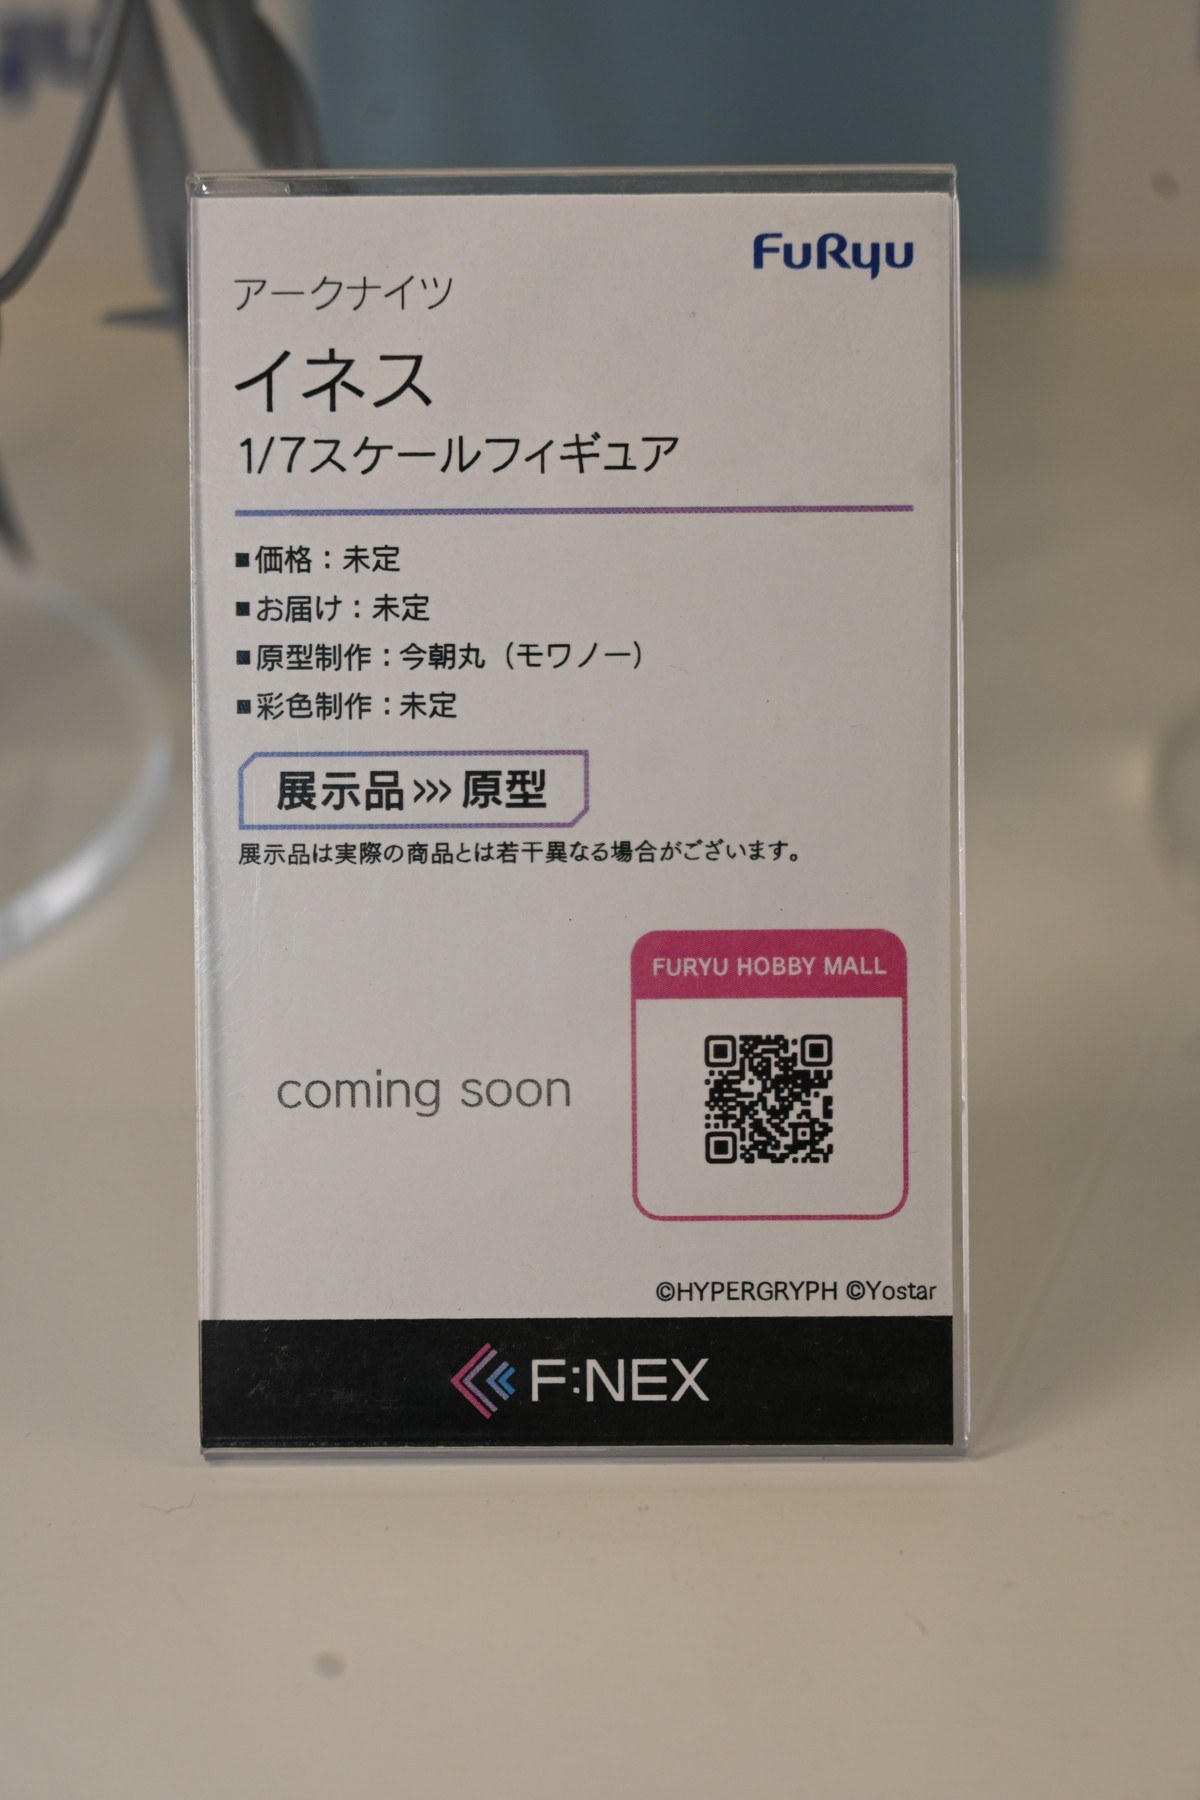 FuRyu
アークナイツ
イネス
1/7スケールフィギュア
■価格：未定
■お届け：未定
■原型制作：今朝丸（モワノー）
■彩色制作：未定
展示品 >>> 原型
展示品は実際の商品とは若干異なる場合がございます。
FURYU HOBBY MALL
coming soon
©HYPERGRYPH ©Yostar
F:NEX